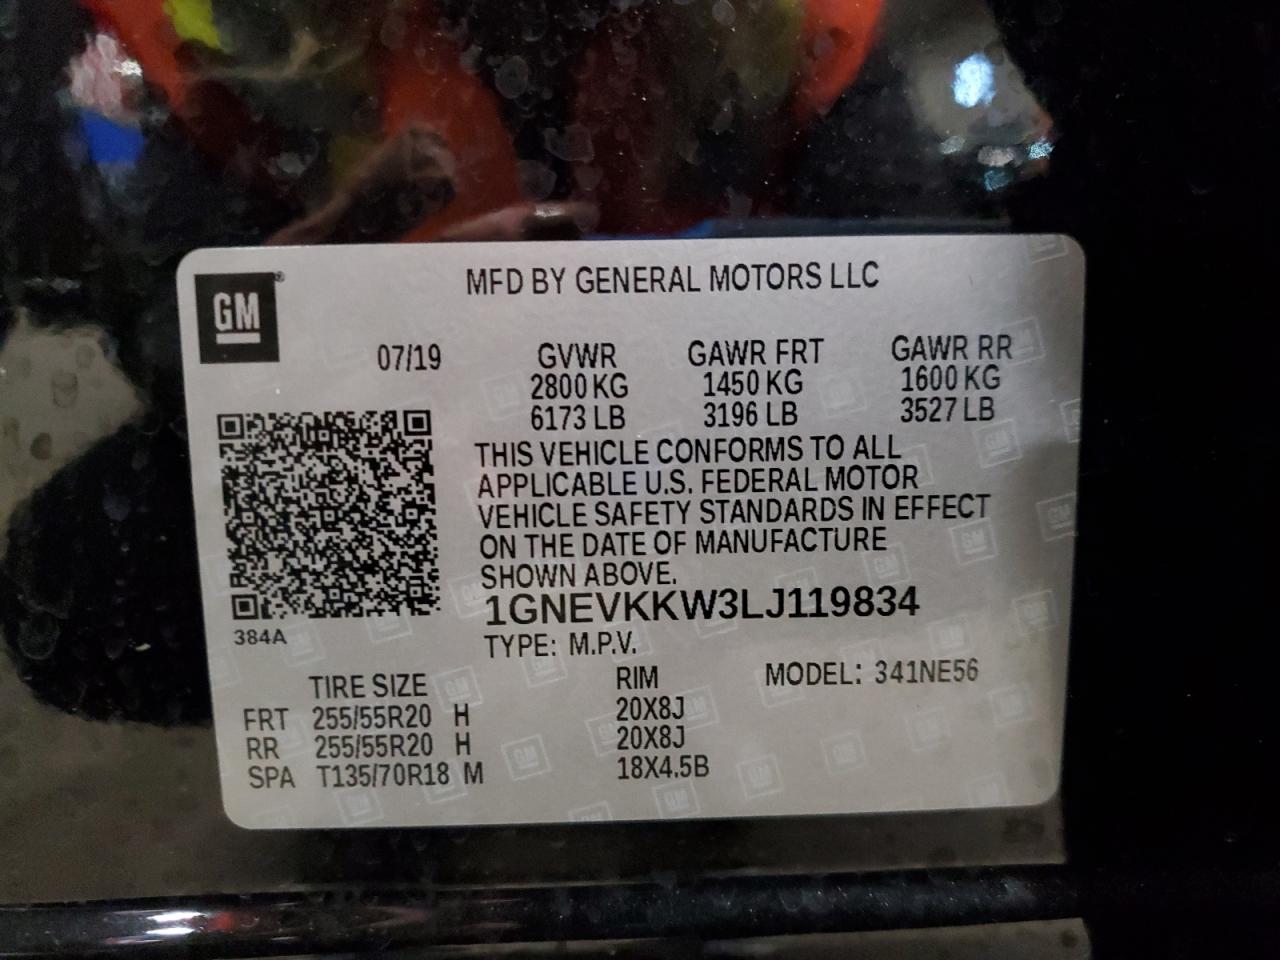 MFD BY GENERAL MOTORS LLC
GM ®
07/19 GVWR GAWR FRT GAWR RR
2800 KG 1450 KG 1600 KG
6173 LB 3196 LB 3527 LB
THIS VEHICLE CONFORMS TO ALL
APPLICABLE U.S. FEDERAL MOTOR
VEHICLE SAFETY STANDARDS IN EFFECT
ON THE DATE OF MANUFACTURE
SHOWN ABOVE.
1GNEVKKW3LJ119834
384A
TYPE: M.P.V.
TIRE SIZE RIM MODEL: 341NE56
FRT 255/55R20 H 20X8J
RR 255/55R20 H 20X8J
SPA T135/70R18 M 18X4.5B